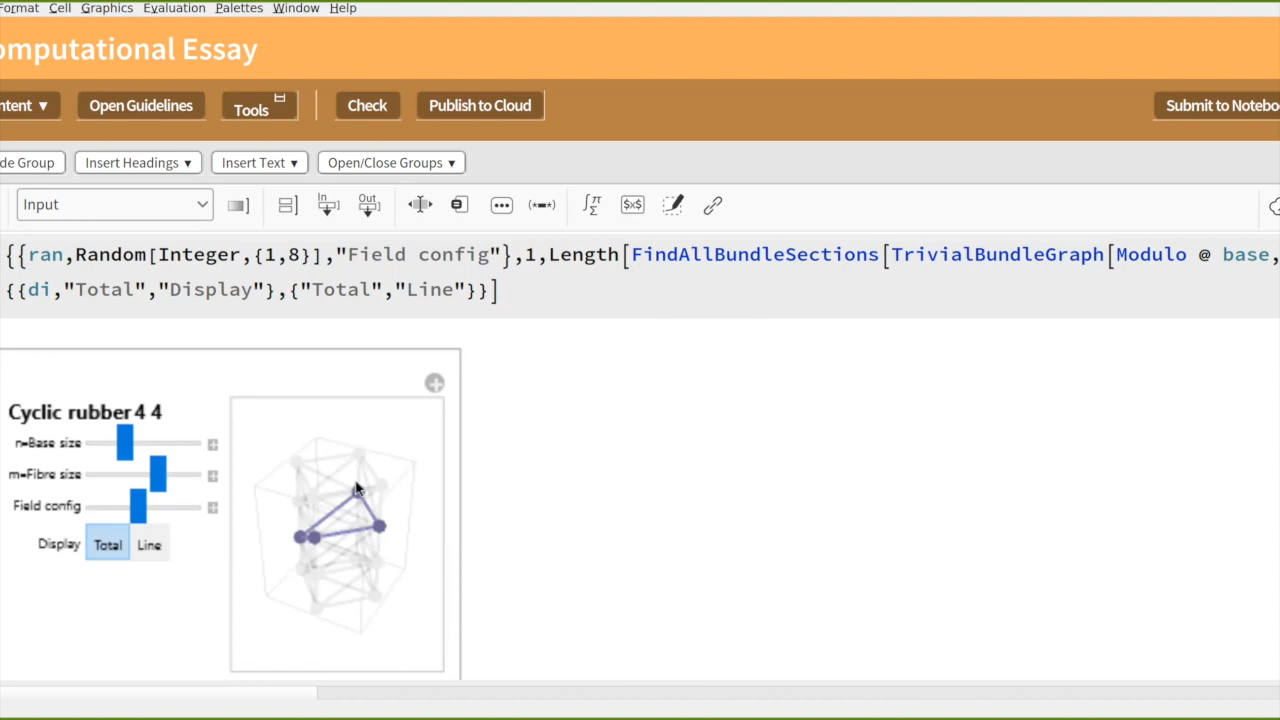 Format Cell Graphics Evaluation Palettes Window Help
omputational Essay
ntent ▼ Open Guidelines Tools Check Publish to Cloud Submit to Notebo
de Group Insert Headings ▼ Insert Text ▼ Open/Close Groups ▼
Input In Out (*=*) ∫π Σ $x$
{{ran,Random[Integer,{1,8}],"Field config"},1,Length[FindAllBundleSections[TrivialBundleGraph[Modulo @ base,
{{di,"Total","Display"},{"Total","Line"}}]
Cyclic rubber 4 4
n=Base size
m=Fibre size
Field config
Display Total Line